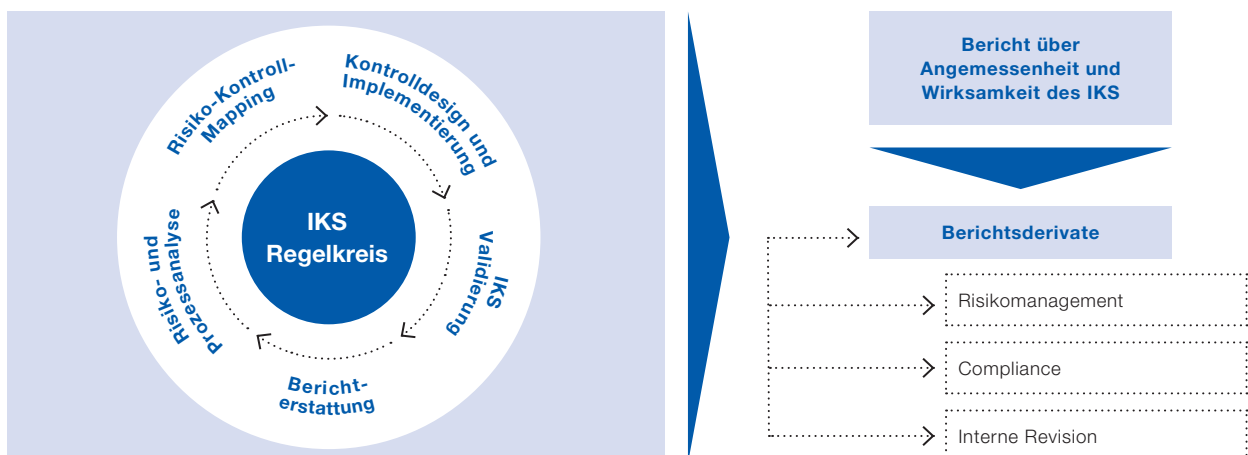 Risiko-Kontroll-
Mapping
Kontrolldesign und
Implementierung
IKS
Validierung
Bericht-
erstattung
Risiko- und
Prozessanalyse
IKS
Regelkreis
Bericht über
Angemessenheit und
Wirksamkeit des IKS
Berichtsderivate
Risikomanagement
Compliance
Interne Revision